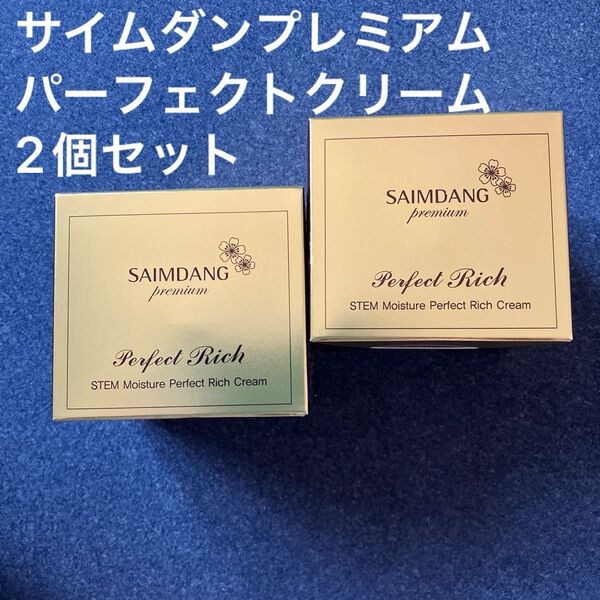 サイムダンプレミアム
パーフェクトクリーム
2個セット
SAIMDANG
premium
Perfect Rich
STEM Moisture Perfect Rich Cream
SAIMDANG
premium
Perfect Rich
STEM Moisture Perfect Rich Cream